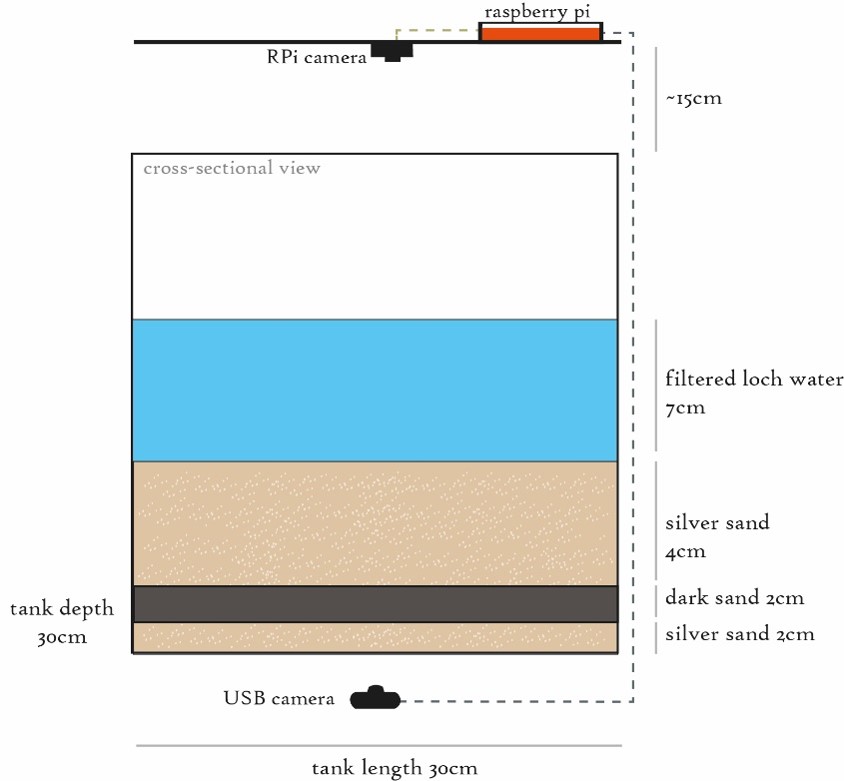 raspberry pi
RPi camera
~15cm
cross-sectional view
filtered loch water
7cm
silver sand
4cm
dark sand 2cm
tank depth
30cm
silver sand 2cm
USB camera
tank length 30cm